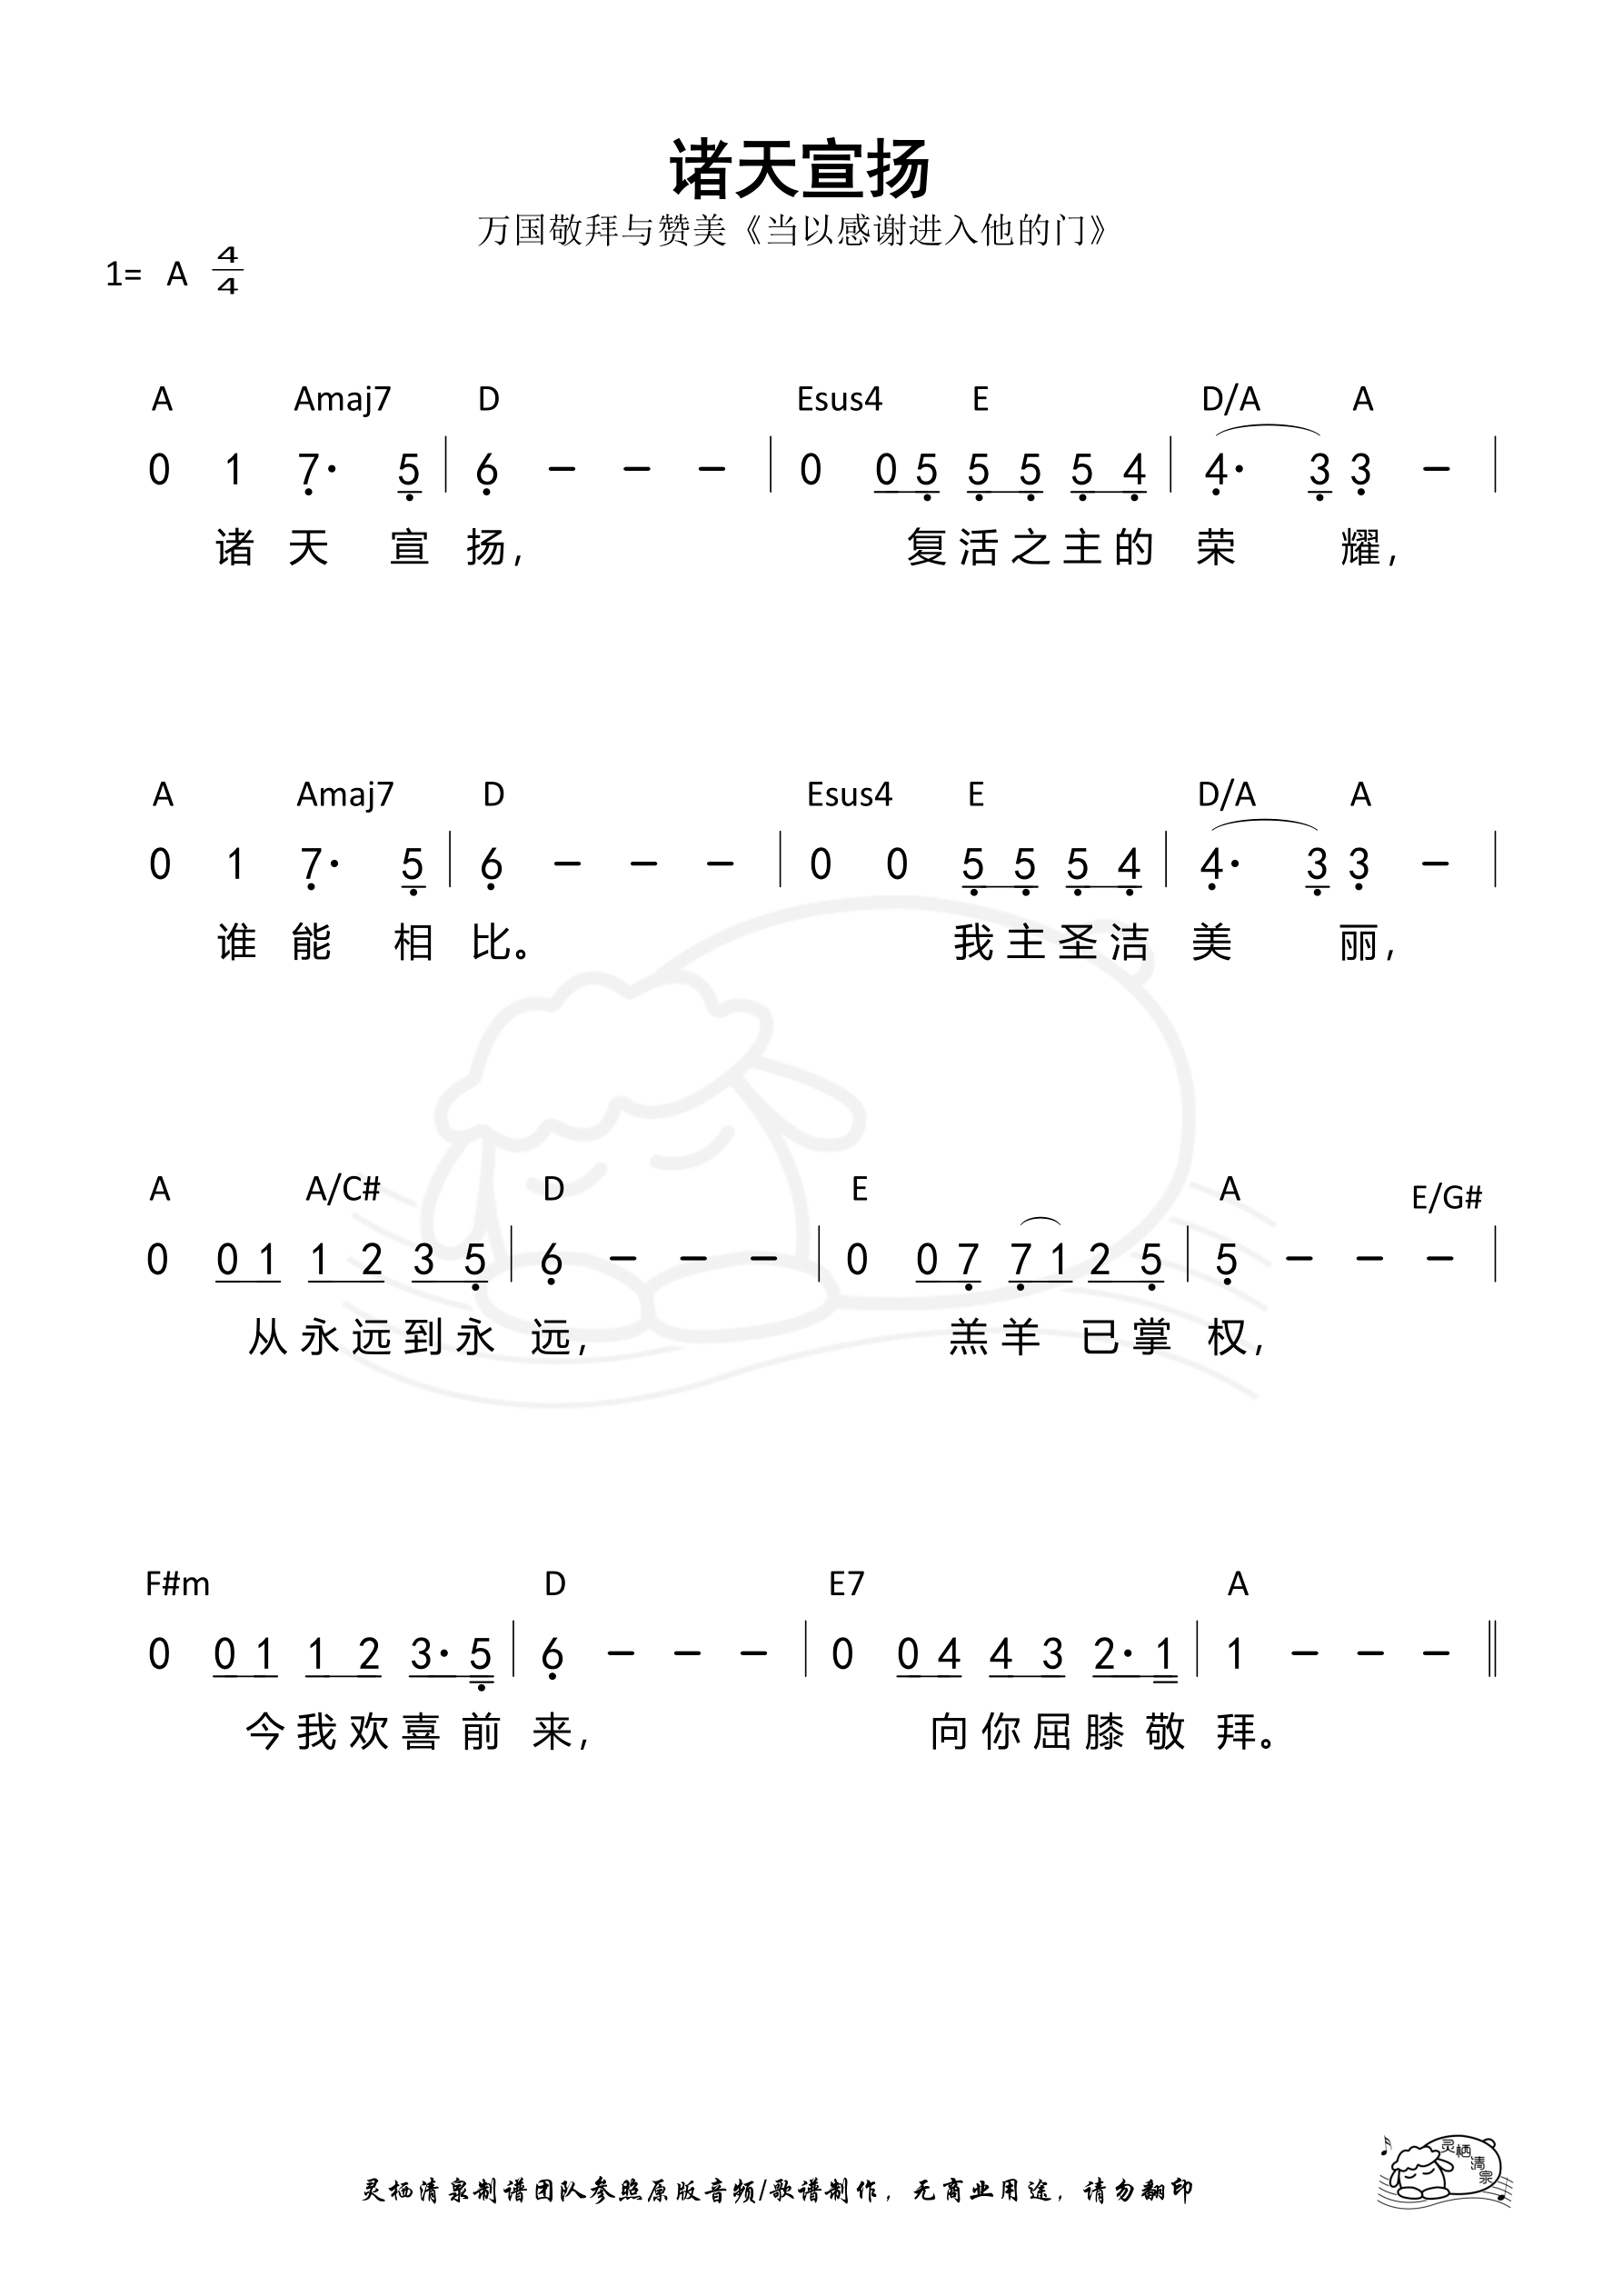 诸天宣扬
万国敬拜与赞美《当以感谢进入他的门》
1= A 4/4
A Amaj7 D Esus4 E D/A A
0 1 7· 5 | 6 – – – | 0 0 5 5 5 5 4 | 4· 3 3 – |
诸 天 宣 扬, 复 活 之 主 的 荣 耀,
A Amaj7 D Esus4 E D/A A
0 1 7· 5 | 6 – – – | 0 0 5 5 5 4 | 4· 3 3 – |
谁 能 相 比。 我 主 圣 洁 美 丽,
A A/C# D E A E/G#
0 0 1 1 2 3 5 | 6 – – – | 0 0 7 7 1 2 5 | 5 – – – |
从 永 远 到 永 远, 羔 羊 已 掌 权,
F#m D E7 A
0 0 1 1 2 3· 5 | 6 – – – | 0 0 4 4 3 2· 1 | 1 – – – ||
今 我 欢 喜 前 来, 向 你 屈 膝 敬 拜。
灵栖清泉
灵栖清泉制谱团队参照原版音频/歌谱制作，无商业用途，请勿翻印